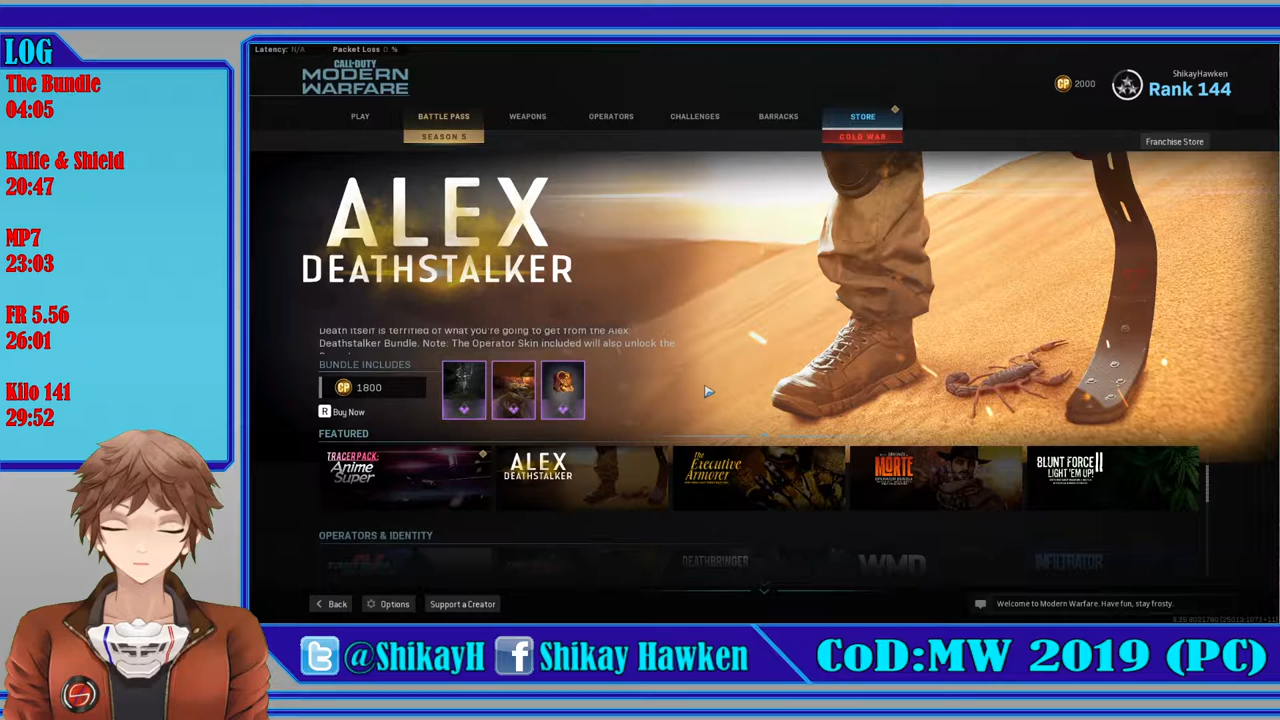 LOG
The Bundle
04:05
Knife & Shield
20:47
MP7
23:03
FR 5.56
26:01
Kilo 141
29:52
Latency: N/A Packet Loss 0 %
CALL OF DUTY
MODERN
WARFARE
CP 2000
ShikayHawken
Rank 144
PLAY BATTLE PASS WEAPONS OPERATORS CHALLENGES BARRACKS STORE
SEASON 5 COLD WAR
Franchise Store
ALEX
DEATHSTALKER
Death itself is terrified of what you're going to get from the Alex
Deathstalker Bundle. Note: The Operator Skin included will also unlock the
BUNDLE INCLUDES
CP 1800
R Buy Now
FEATURED
TRACER PACK:
Anime
Super
ALEX
DEATHSTALKER
The
Executive
Armorer
MORTE
OPERATOR BUNDLE
BLUNT FORCE II
LIGHT 'EM UP!
OPERATORS & IDENTITY
DEATHBRINGER
WMD
INFILTRATOR
Back Options Support a Creator
Welcome to Modern Warfare. Have fun, stay frosty.
@ShikayH f Shikay Hawken CoD:MW 2019 (PC)